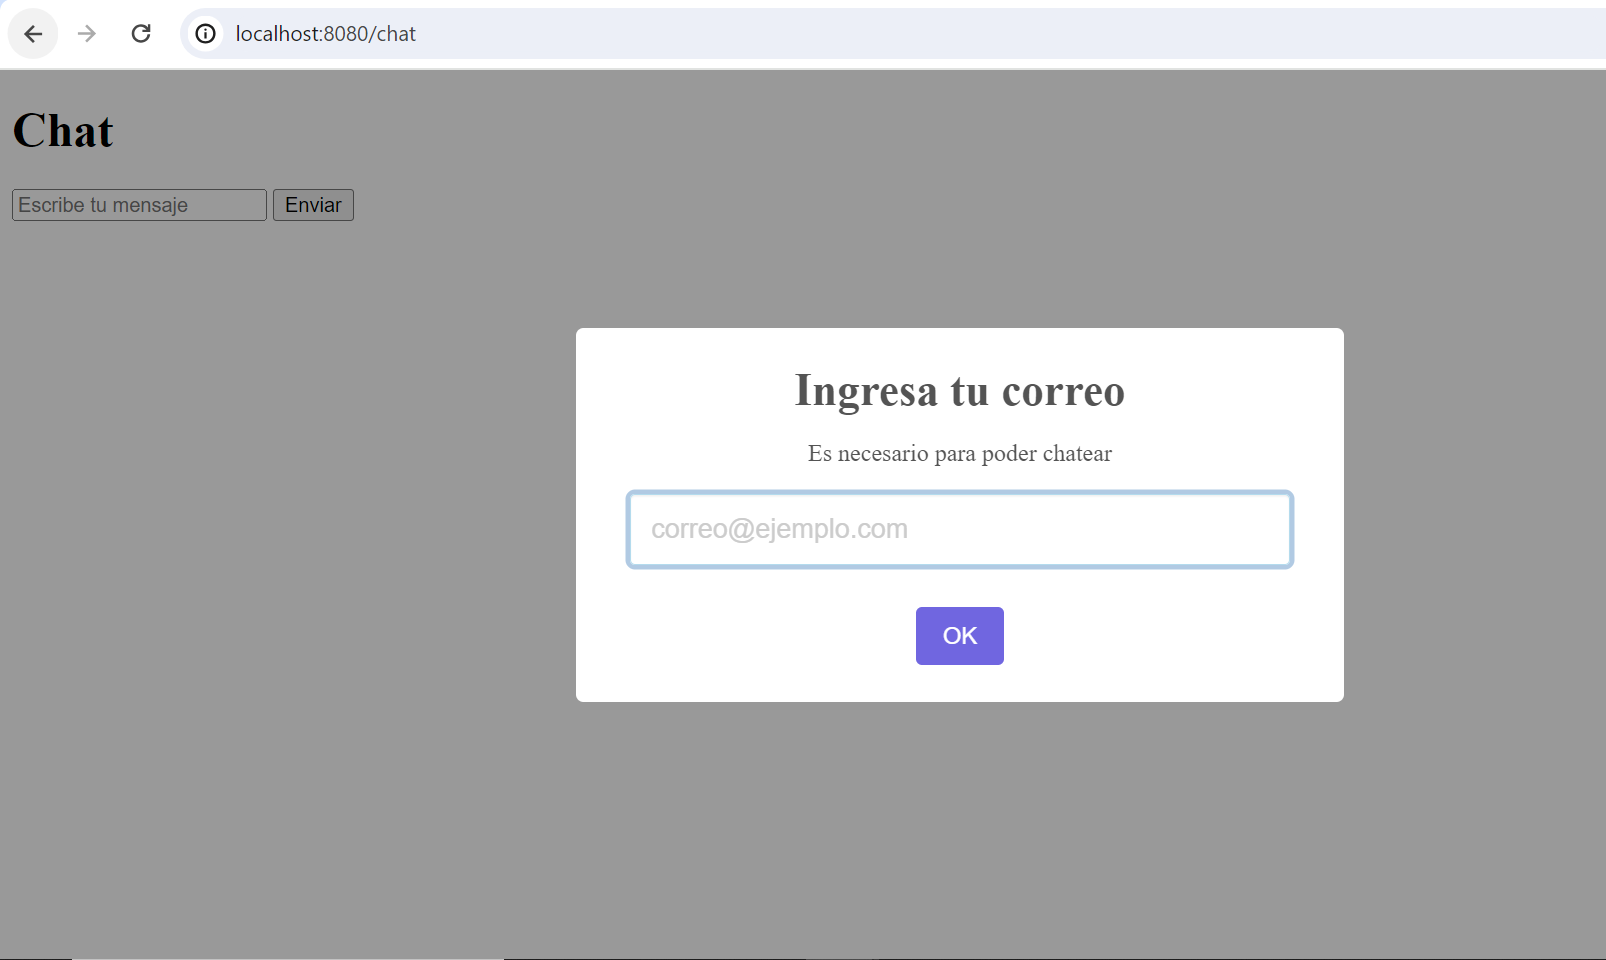 localhost:8080/chat
Chat
Escribe tu mensaje Enviar
Ingresa tu correo
Es necesario para poder chatear
correo@ejemplo.com
OK